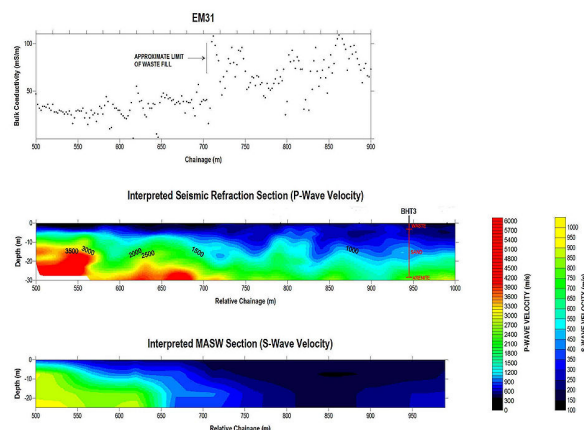 EM31
APPROXIMATE LIMIT
OF WASTE FILL
Bulk Conductivity (mS/m)
100
50
500 550 600 650 700 750 800 850 900
Chainage (m)
Interpreted Seismic Refraction Section (P-Wave Velocity)
BHT3
WASTE
Depth (m)
0
-10
-20
-30
3500 3000 2000 2500 1500 1000
500 550 600 650 700 750 800 850 900 950 1000
Relative Chainage (m)
Interpreted MASW Section (S-Wave Velocity)
Depth (m)
0
-10
-20
500 550 600 650 700 750 800 850 900 950
Relative Chainage (m)
6000
5700
5400
5100
4800
4500
4200
3900
3600
3300
3000
2700
2400
2100
1800
1500
1200
900
600
300
0
P-WAVE VELOCITY (m/s)
1000
950
900
850
800
750
700
650
600
550
500
450
400
350
300
250
200
150
100
S-WAVE VELOCITY (m/s)